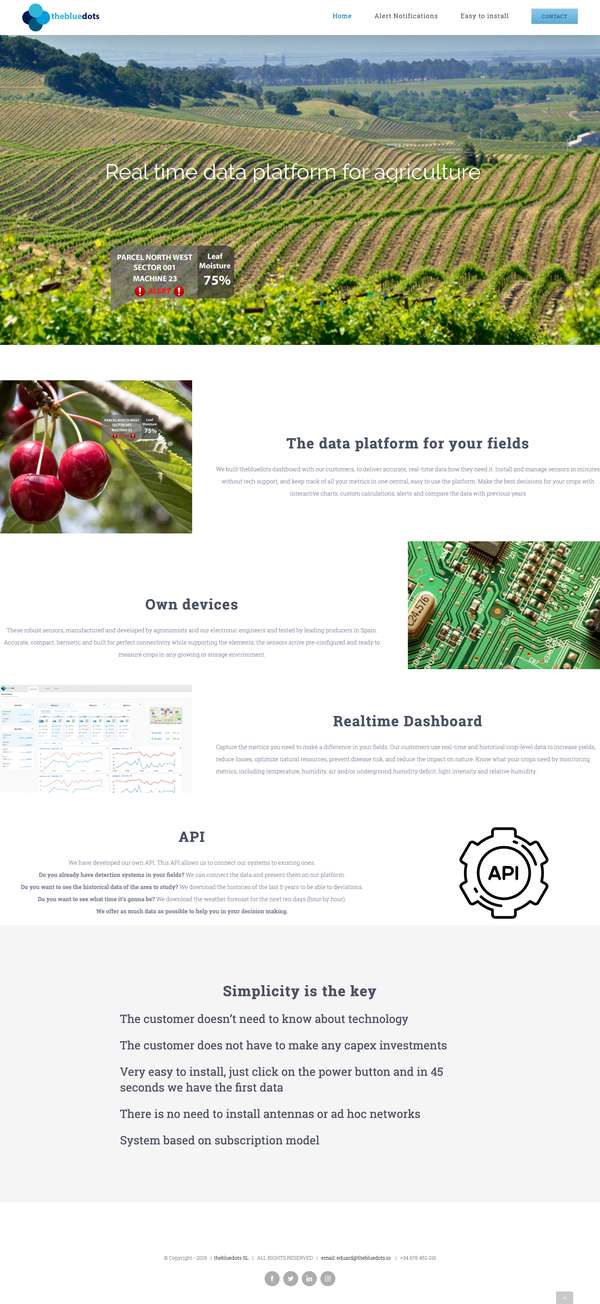 thebluedots
Home
Alert Notifications
Easy to install
CONTACT
Real time data platform for agriculture
PARCEL NORTH WEST
SECTOR 001
MACHINE 23
ALERT
Leaf
Moisture
75%
PARCEL NORTH WEST
SECTOR 001
MACHINE 23
Leaf
Moisture
75%
The data platform for your fields
We built thebluedots dashboard with our customers, to deliver accurate, real-time data how they need it. Install and manage sensors in minutes
without tech support, and keep track of all your metrics in one central, easy to use the platform. Make the best decisions for your crops with
interactive charts, custom calculations, alerts and compare the data with previous years
Own devices
These robust sensors, manufactured and developed by agronomists and our electronic engineers and tested by leading producers in Spain.
Accurate, compact, hermetic and built for perfect connectivity while supporting the elements, the sensors arrive pre-configured and ready to
measure crops in any growing or storage environment.
Realtime Dashboard
Capture the metrics you need to make a difference in your fields. Our customers use real-time and historical crop-level data to increase yields,
reduce losses, optimize natural resources, prevent disease risk, and reduce the impact on nature. Know what your crops need by monitoring
metrics, including temperature, humidity, air and/or underground humidity deficit, light intensity and relative humidity.
API
We have developed our own API. This API allows us to connect our systems to existing ones.
Do you already have detection systems in your fields? We can connect the data and present them on our platform
Do you want to see the historical data of the area to study? We download the histories of the last 5 years to be able to deviations.
Do you want to see what time it's gonna be? We download the weather forecast for the next ten days (hour by hour).
We offer as much data as possible to help you in your decision making.
API
Simplicity is the key
The customer doesn't need to know about technology
The customer does not have to make any capex investments
Very easy to install, just click on the power button and in 45
seconds we have the first data
There is no need to install antennas or ad hoc networks
System based on subscription model
© Copyright - 2019 | thebluedots SL | ALL RIGHTS RESERVED | email: eduard@thebluedots.io